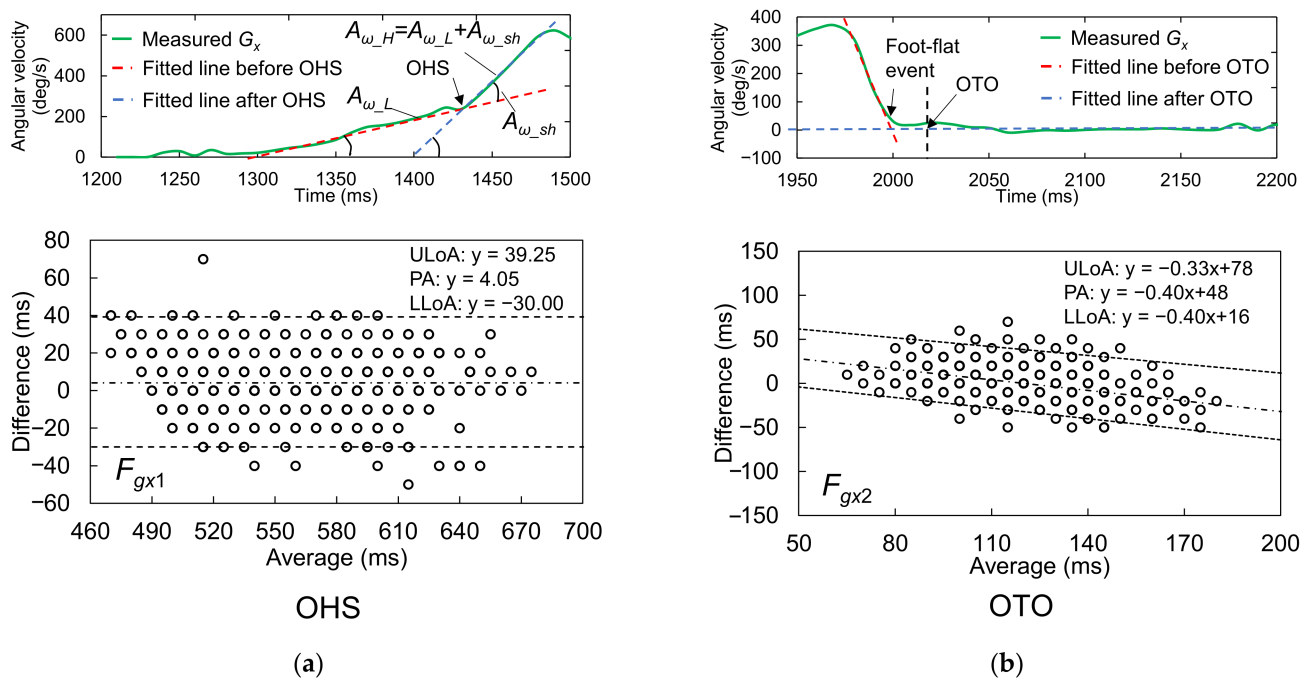 Angular velocity
(deg/s)
600
400
200
0
Measured Gx
Fitted line before OHS
Fitted line after OHS
Aω_H=Aω_L+Aω_sh
OHS
Aω_L
Aω_sh
1200 1250 1300 1350 1400 1450 1500
Time (ms)
Angular velocity
(deg/s)
400
300
200
100
0
−100
Foot-flat
event
OTO
Measured Gx
Fitted line before OTO
Fitted line after OTO
1950 2000 2050 2100 2150 2200
Time (ms)
Difference (ms)
80
60
40
20
0
−20
−40
−60
ULoA: y = 39.25
PA: y = 4.05
LLoA: y = −30.00
Fgx1
460 490 520 550 580 610 640 670 700
Average (ms)
OHS
(a)
Difference (ms)
150
100
50
0
−50
−100
−150
ULoA: y = −0.33x+78
PA: y = −0.40x+48
LLoA: y = −0.40x+16
Fgx2
50 80 110 140 170 200
Average (ms)
OTO
(b)